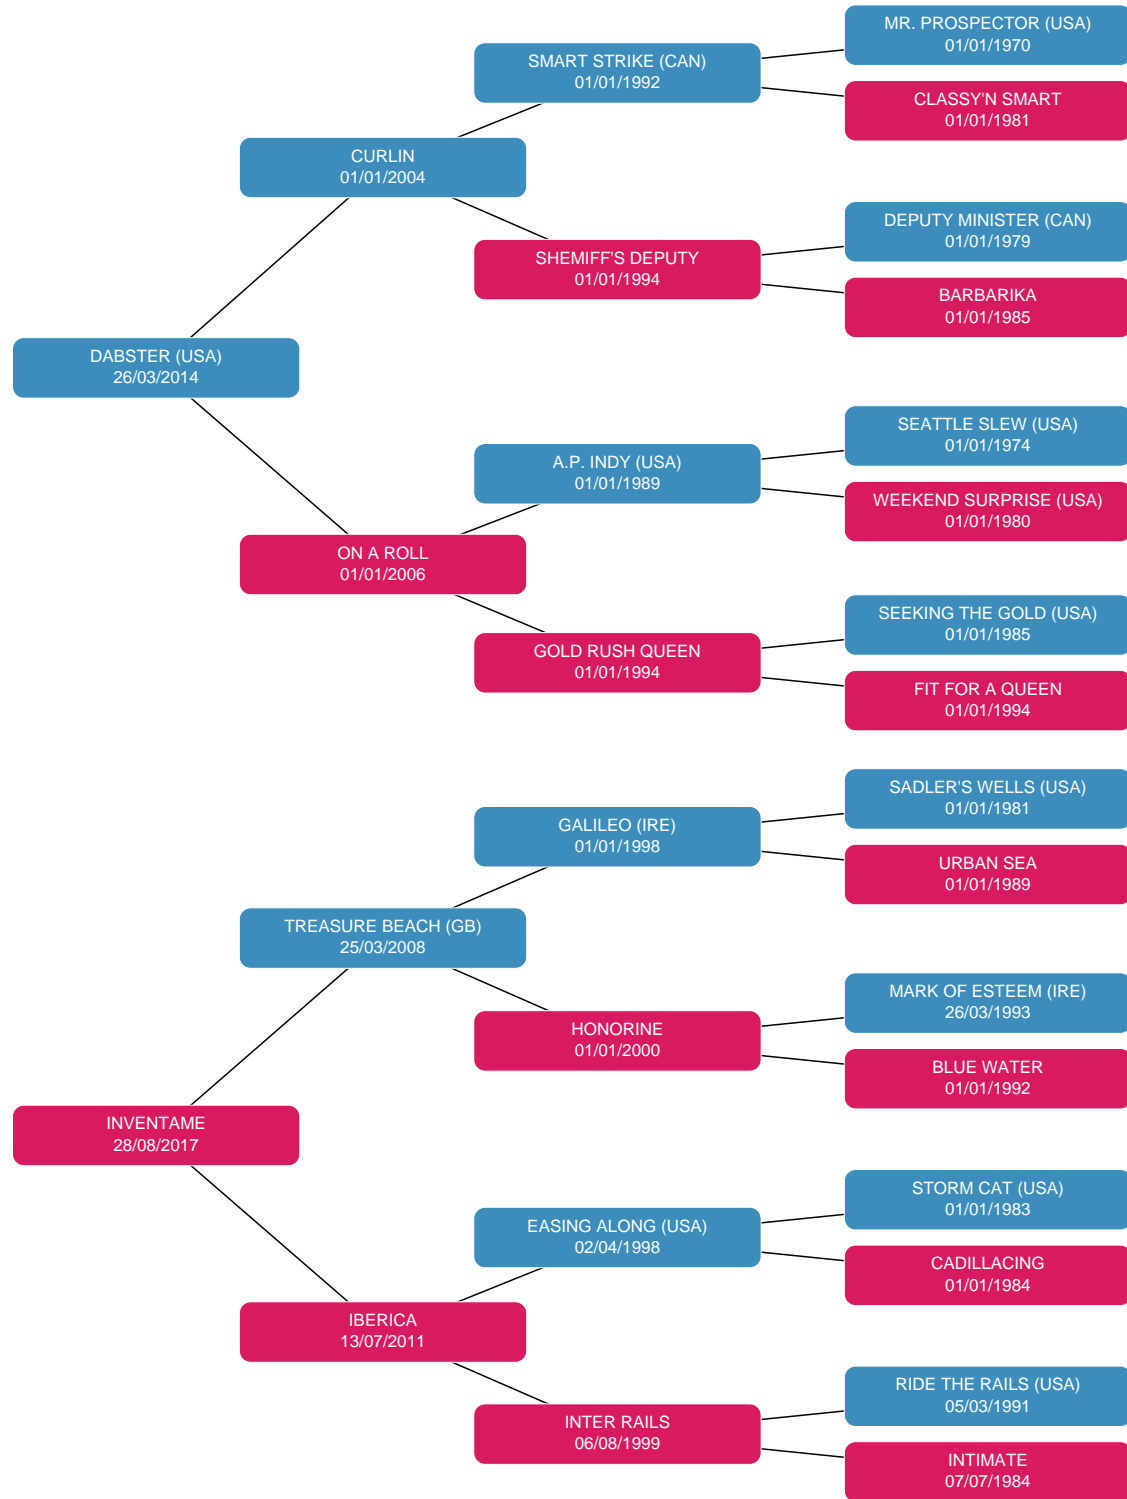 MR. PROSPECTOR (USA)
01/01/1970
SMART STRIKE (CAN)
01/01/1992
CLASSY'N SMART
01/01/1981
CURLIN
01/01/2004
DEPUTY MINISTER (CAN)
01/01/1979
SHEMIFF'S DEPUTY
01/01/1994
BARBARIKA
01/01/1985
DABSTER (USA)
26/03/2014
SEATTLE SLEW (USA)
01/01/1974
A.P. INDY (USA)
01/01/1989
WEEKEND SURPRISE (USA)
01/01/1980
ON A ROLL
01/01/2006
SEEKING THE GOLD (USA)
01/01/1985
GOLD RUSH QUEEN
01/01/1994
FIT FOR A QUEEN
01/01/1994
SADLER'S WELLS (USA)
01/01/1981
GALILEO (IRE)
01/01/1998
URBAN SEA
01/01/1989
TREASURE BEACH (GB)
25/03/2008
MARK OF ESTEEM (IRE)
26/03/1993
HONORINE
01/01/2000
BLUE WATER
01/01/1992
INVENTAME
28/08/2017
STORM CAT (USA)
01/01/1983
EASING ALONG (USA)
02/04/1998
CADILLACING
01/01/1984
IBERICA
13/07/2011
RIDE THE RAILS (USA)
05/03/1991
INTER RAILS
06/08/1999
INTIMATE
07/07/1984